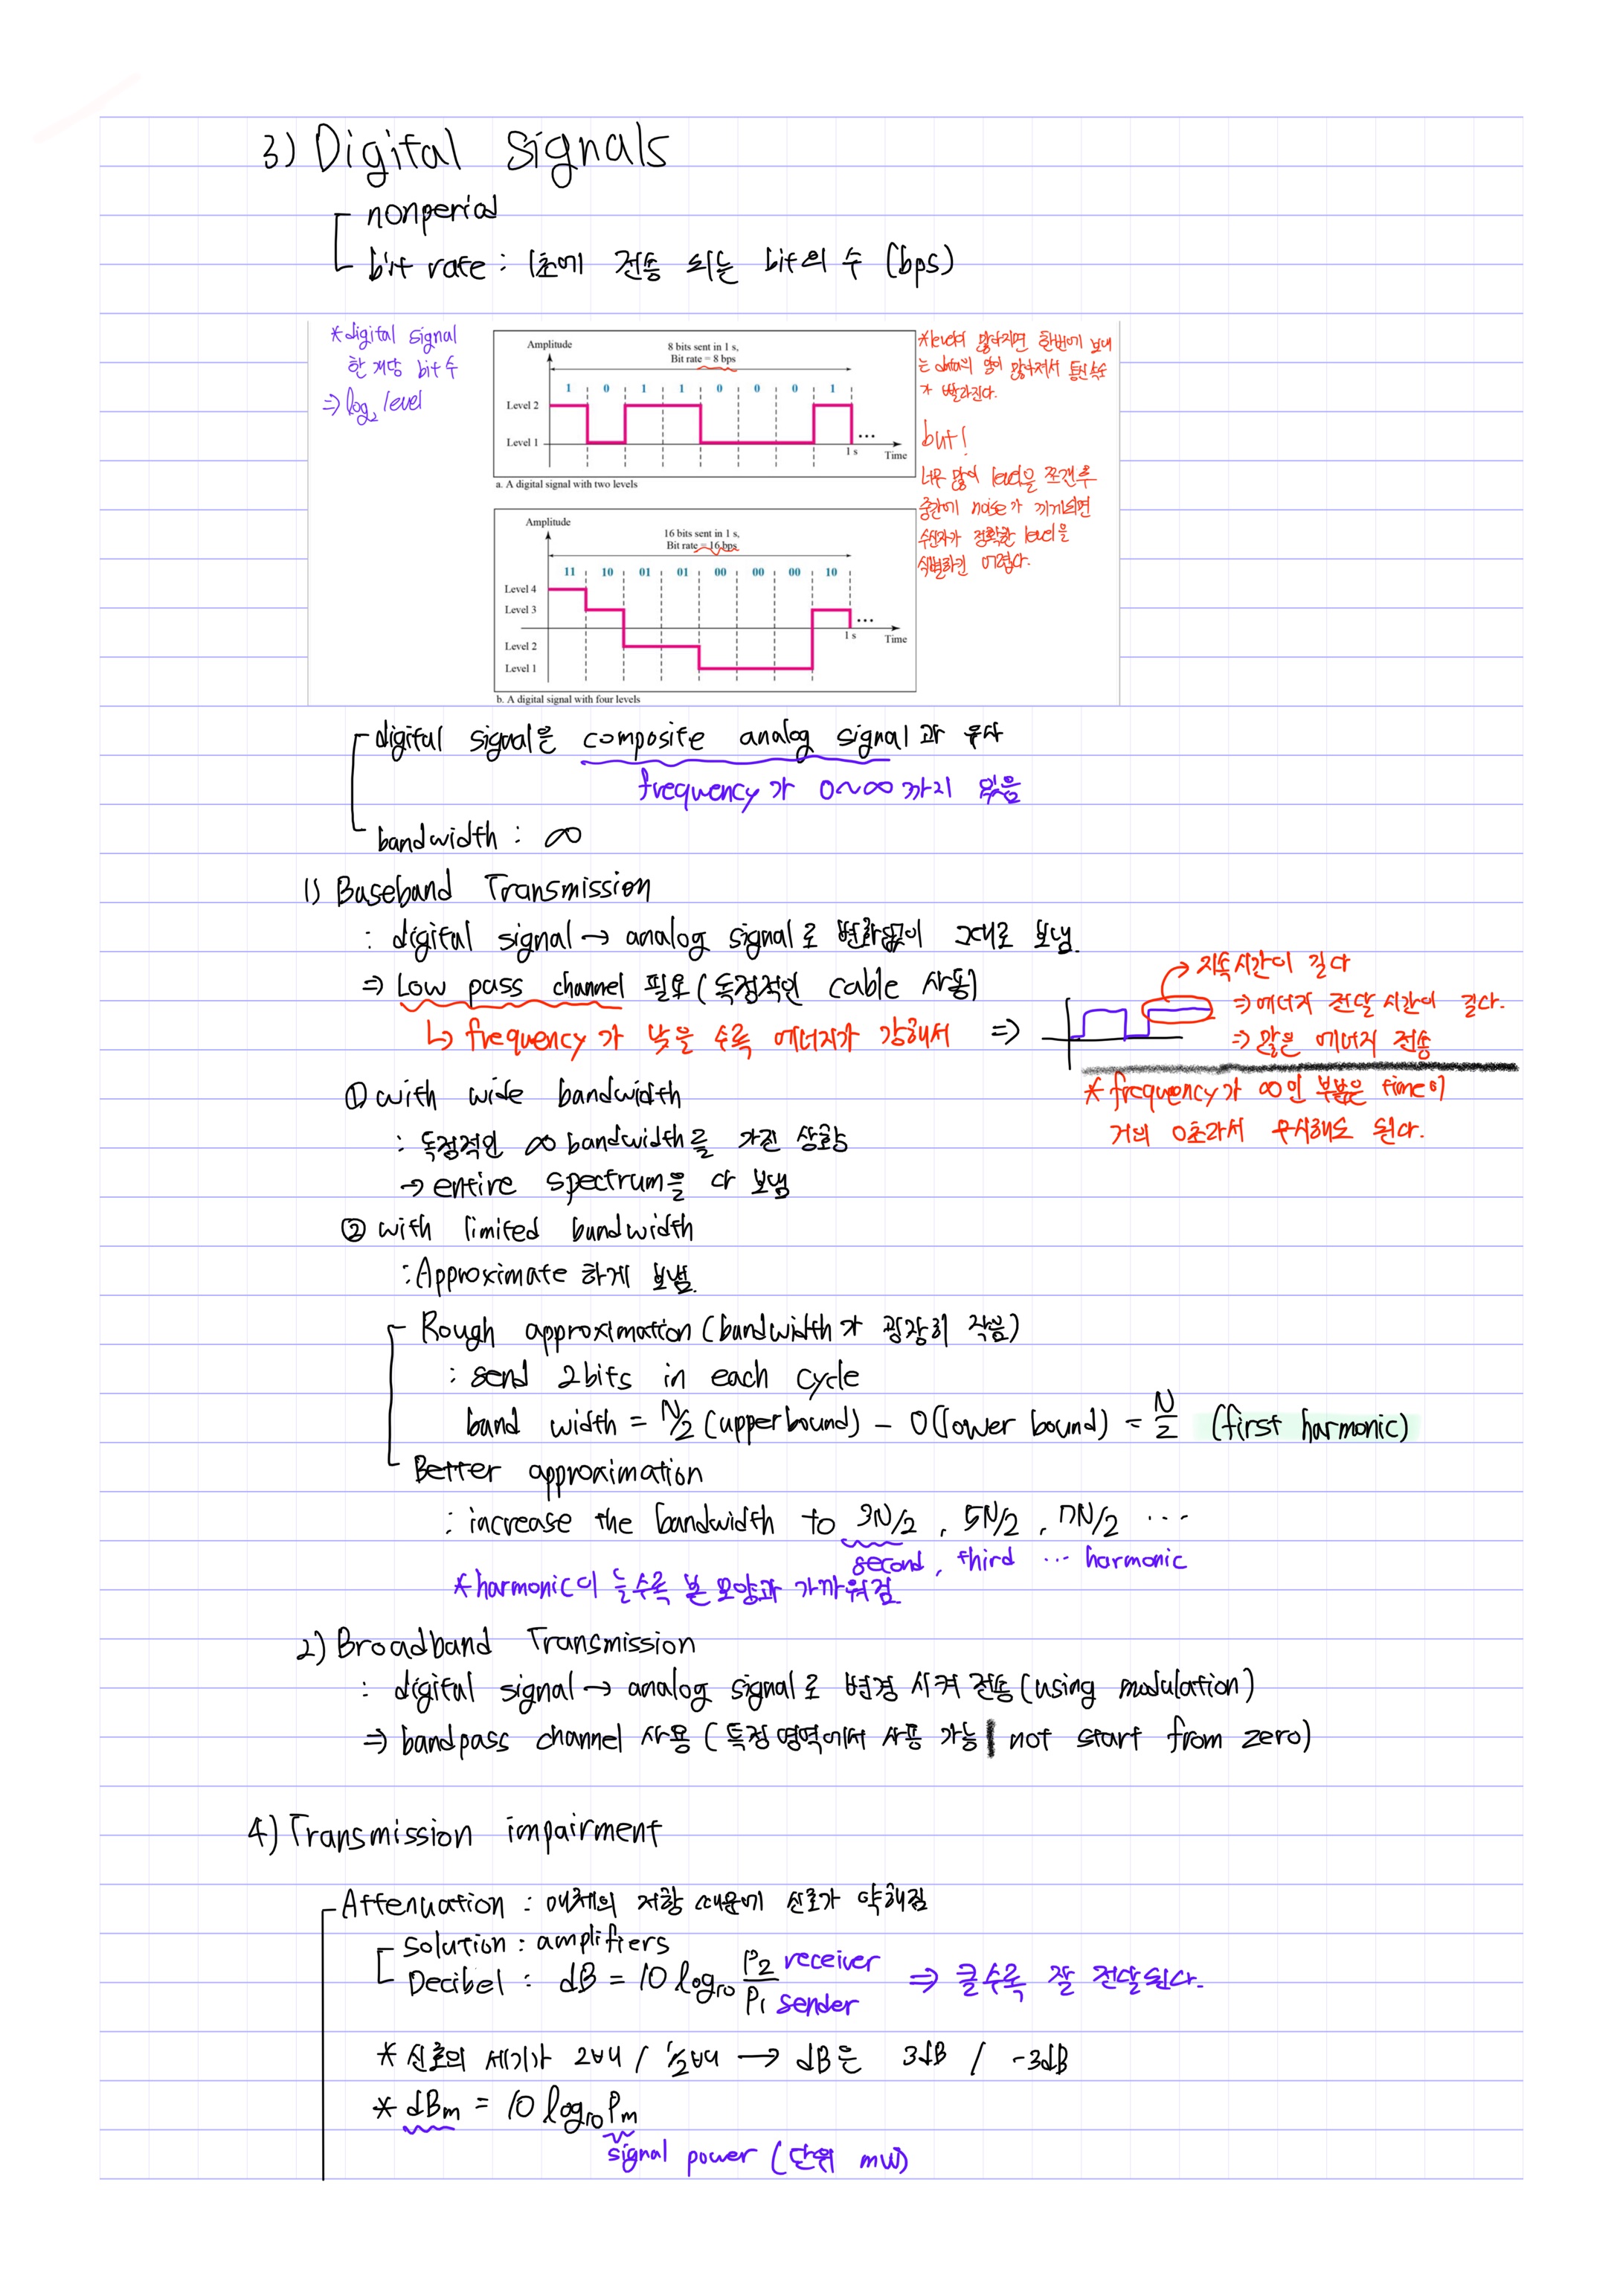 3) Digital Signals
nonperiod
bit rate : 1초에 전송 되는 bit의 수 (bps)
*digital signal
한 개당 bit 수
⇒ log₂ level
Amplitude
8 bits sent in 1 s,
Bit rate = 8 bps
1 0 1 1 0 0 0 1
Level 2
Level 1
...
1 s
Time
a. A digital signal with two levels
*level이 많아지면 한번에 보내
는 data의 양이 많아져서 통신 속수
가 빨라진다.
but!
너무 많이 level을 쪼갠 후
중간에 noise가 끼게되면
수신자가 정확한 level을
식별하긴 어렵다.
Amplitude
16 bits sent in 1 s,
Bit rate = 16 bps
11 10 01 01 00 00 00 10
Level 4
Level 3
Level 2
Level 1
...
1 s
Time
b. A digital signal with four levels
digital signal은 composite analog signal과 유사
frequency가 0~∞까지 있음
bandwidth : ∞
1) Baseband Transmission
: digital signal → analog signal로 변화없이 그대로 보냄.
⇒ Low pass channel 필요 (독점적인 cable 사용)
↳ frequency가 낮을 수록 에너지가 강해서 ⇒
→ 지속시간이 길다
⇒ 에너지 전달 시간이 길다.
⇒ 많은 에너지 전송
* frequency가 ∞인 부분은 time이
거의 0초라서 무시해도 된다.
① with wide bandwidth
: 독점적인 ∞ bandwidth를 가진 상황
→ entire spectrum을 다 보냄
② with limited bandwidth
: Approximate 하게 보냄.
Rough approximation (bandwidth가 굉장히 작음)
: send 2bits in each cycle
band width = N/2 (upper bound) - 0 (lower bound) = N/2 (first harmonic)
Better approximation
: increase the bandwidth to 3N/2 , 5N/2 , 7N/2 ...
second, third ... harmonic
*harmonic이 늘수록 본 모양과 가까워짐
2) Broadband Transmission
: digital signal → analog signal로 변경 시켜 전송 (using modulation)
⇒ bandpass channel 사용 (특정 영역에서 사용 가능 | not start from zero)
4) Transmission impairment
Attenuation : 매체의 저항 때문에 신호가 약해짐
solution : amplifiers
Decibel : dB = 10 log₁₀ P₂/P₁ receiver/sender ⇒ 클수록 잘 전달된다.
* 신호의 세기가 2배 / 1/2배 → dB은 3dB / -3dB
* dBm = 10 log₁₀ Pm
signal power (단위 mW)